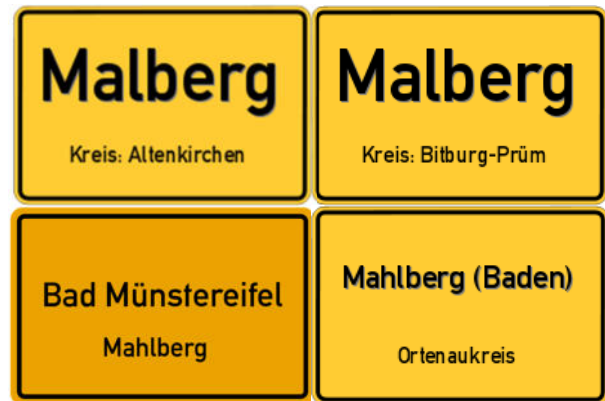 Malberg
Kreis: Altenkirchen
Malberg
Kreis: Bitburg-Prüm
Bad Münstereifel
Mahlberg
Mahlberg (Baden)
Ortenaukreis